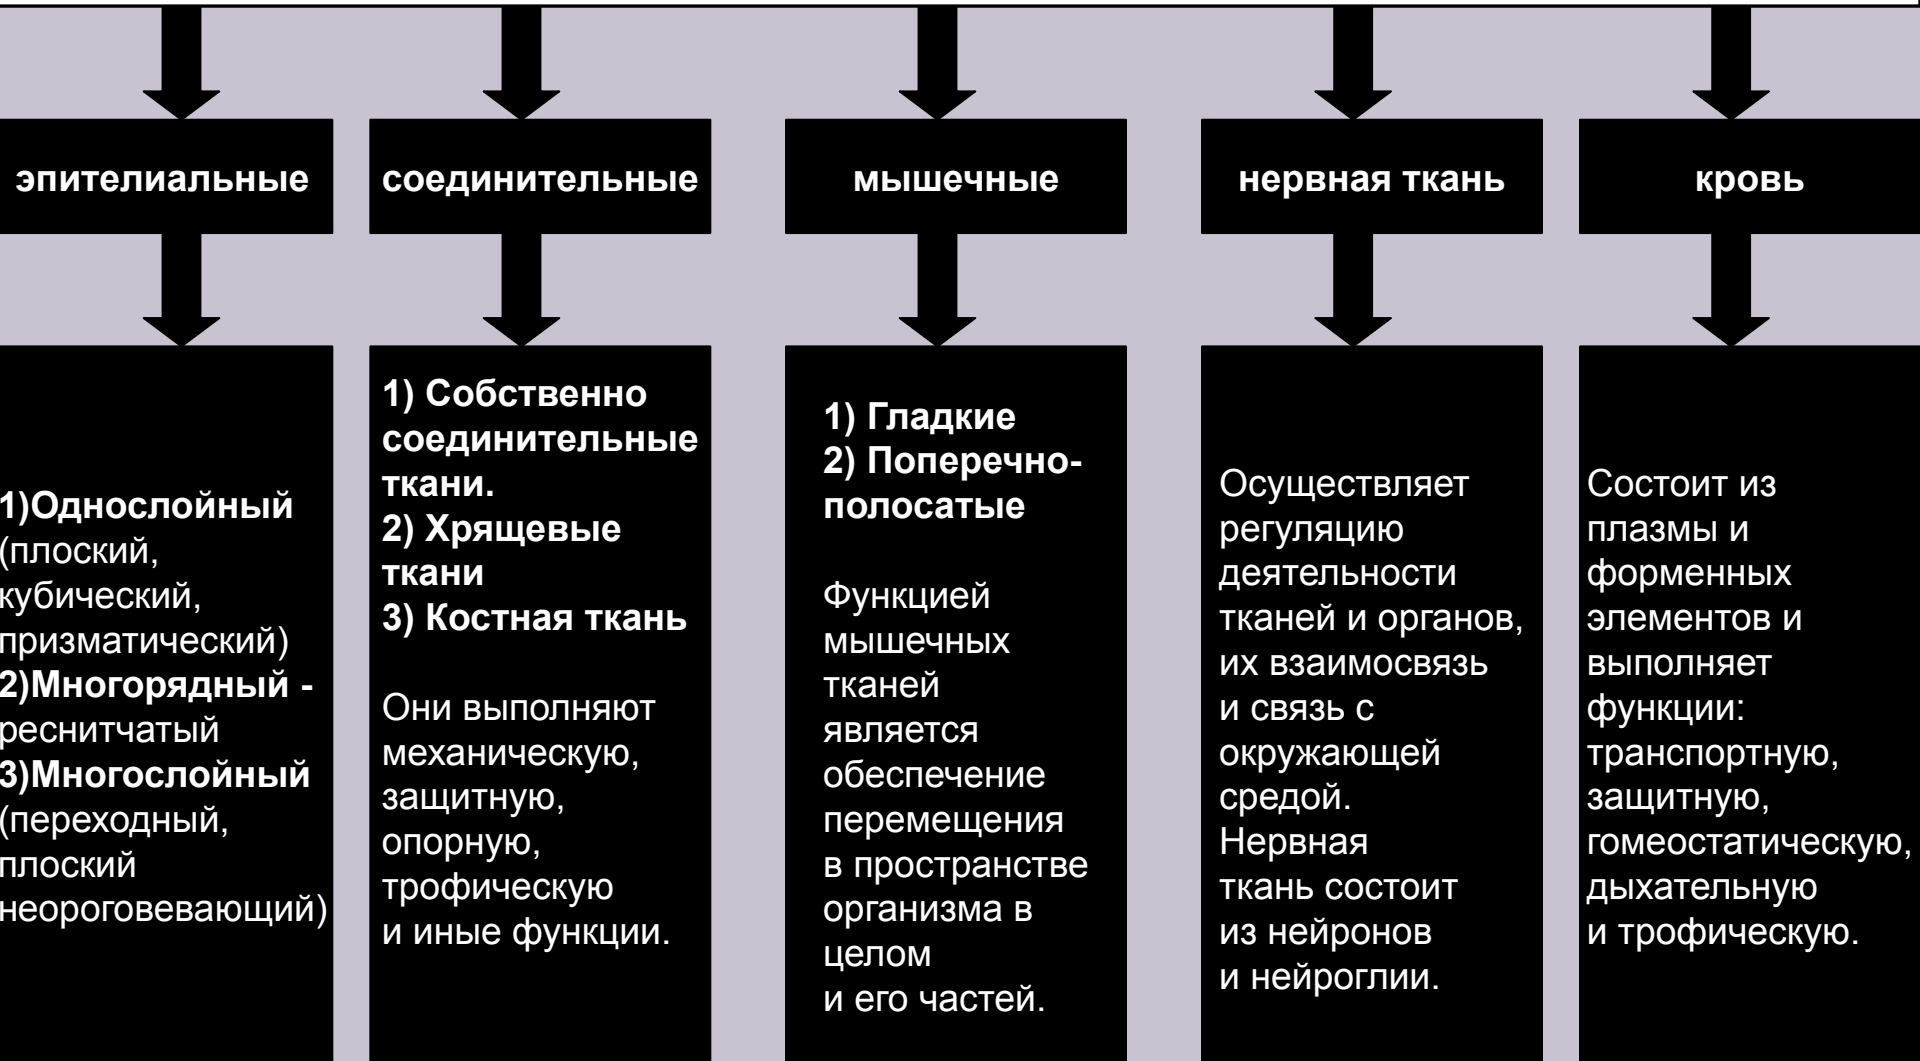 эпителиальные
соединительные
мышечные
нервная ткань
кровь
1)Однослойный
(плоский,
кубический,
призматический)
2)Многорядный -
реснитчатый
3)Многослойный
(переходный,
плоский
неороговевающий)
1) Собственно
соединительные
ткани.
2) Хрящевые
ткани
3) Костная ткань
Они выполняют
механическую,
защитную,
опорную,
трофическую
и иные функции.
1) Гладкие
2) Поперечно-
полосатые
Функцией
мышечных
тканей
является
обеспечение
перемещения
в пространстве
организма в
целом
и его частей.
Осуществляет
регуляцию
деятельности
тканей и органов,
их взаимосвязь
и связь с
окружающей
средой.
Нервная
ткань состоит
из нейронов
и нейроглии.
Состоит из
плазмы и
форменных
элементов и
выполняет
функции:
транспортную,
защитную,
гомеостатическую,
дыхательную
и трофическую.